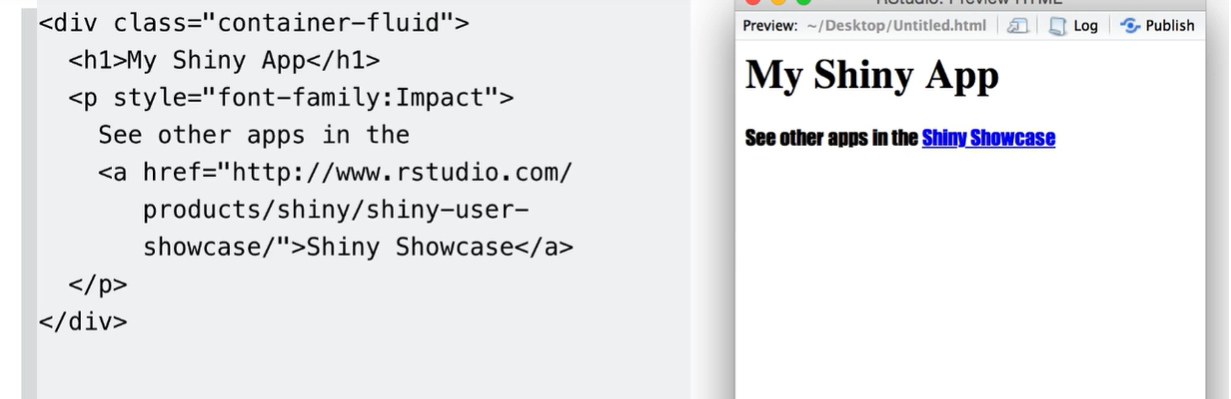 <div class="container-fluid">
<h1>My Shiny App</h1>
<p style="font-family:Impact">
See other apps in the
<a href="http://www.rstudio.com/
products/shiny/shiny-user-
showcase/">Shiny Showcase</a>
</p>
</div>
RStudio: Preview HTML
Preview: ~/Desktop/Untitled.html Log Publish
My Shiny App
See other apps in the Shiny Showcase